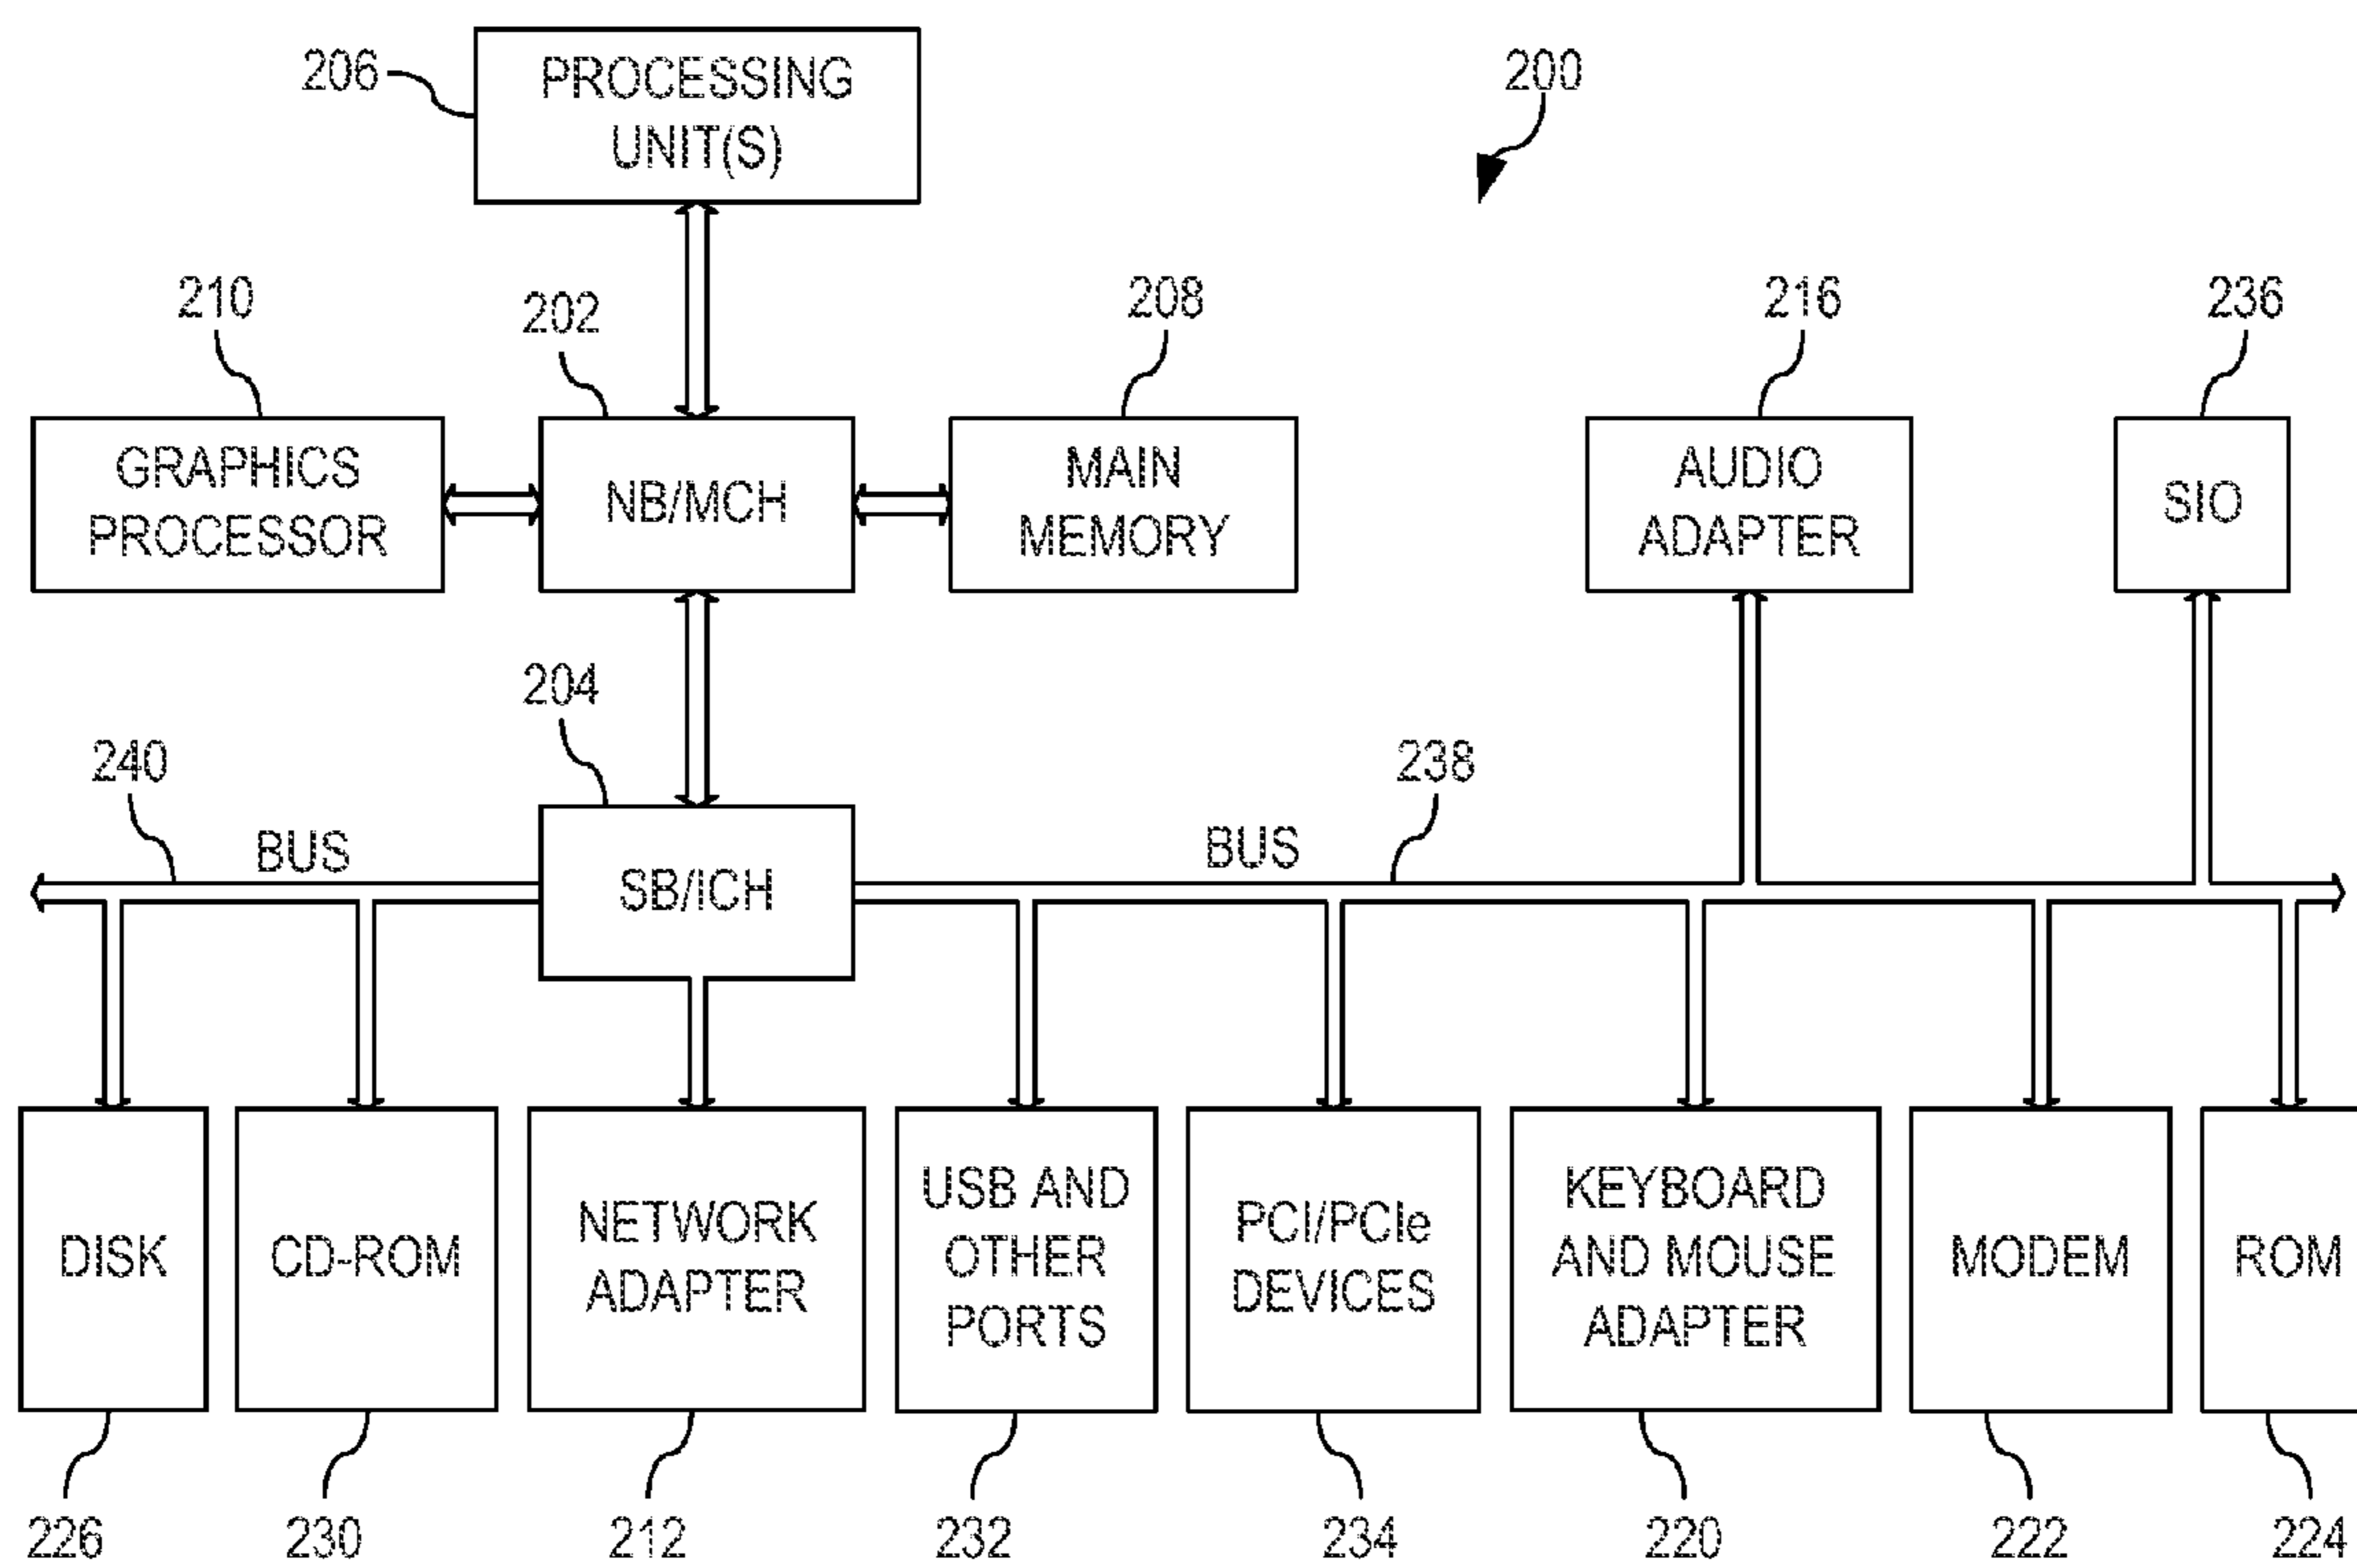 206
PROCESSING
UNIT(S)
200
210
202
208
216
236
GRAPHICS
PROCESSOR
NB/MCH
MAIN
MEMORY
AUDIO
ADAPTER
SIO
204
240
238
BUS
SB/ICH
BUS
DISK
CD-ROM
NETWORK
ADAPTER
USB AND
OTHER
PORTS
PCI/PCIe
DEVICES
KEYBOARD
AND MOUSE
ADAPTER
MODEM
ROM
226
230
212
232
234
220
222
224